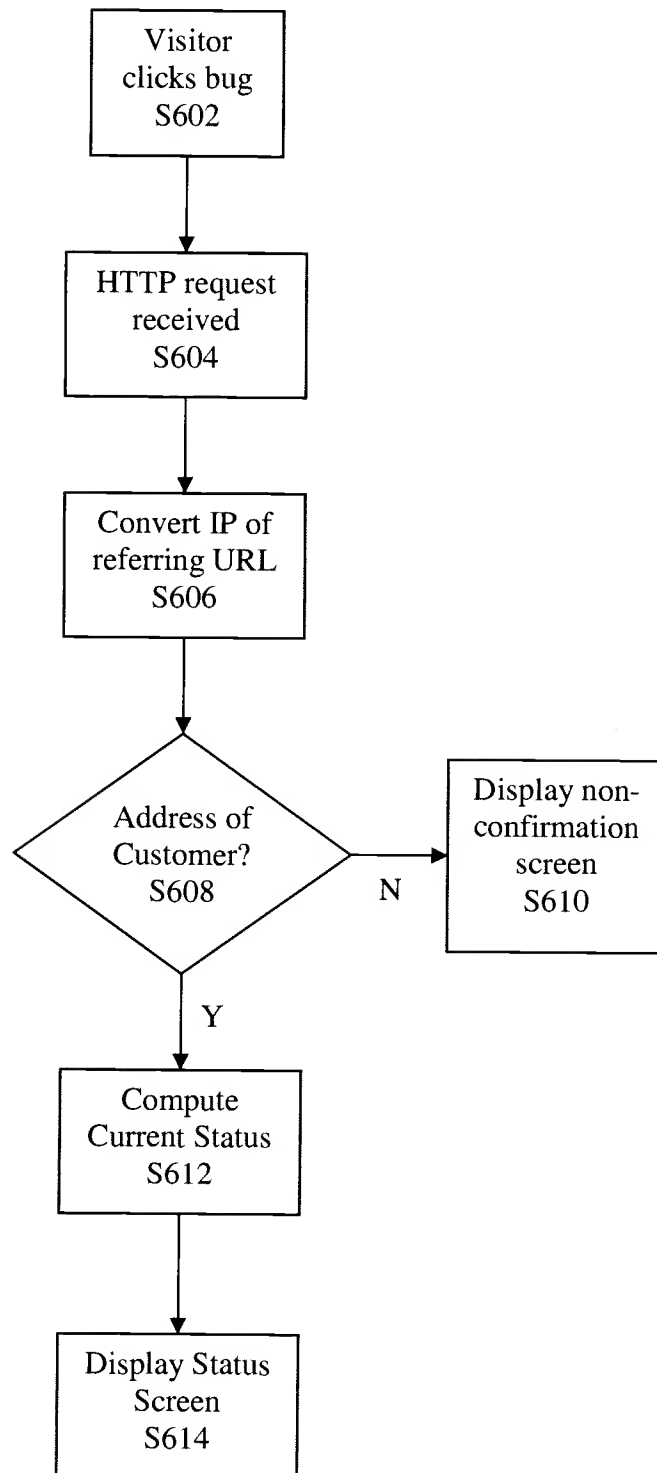 Visitor
clicks bug
S602
HTTP request
received
S604
Convert IP of
referring URL
S606
Address of
Customer?
S608
N
Display non-
confirmation
screen
S610
Y
Compute
Current Status
S612
Display Status
Screen
S614